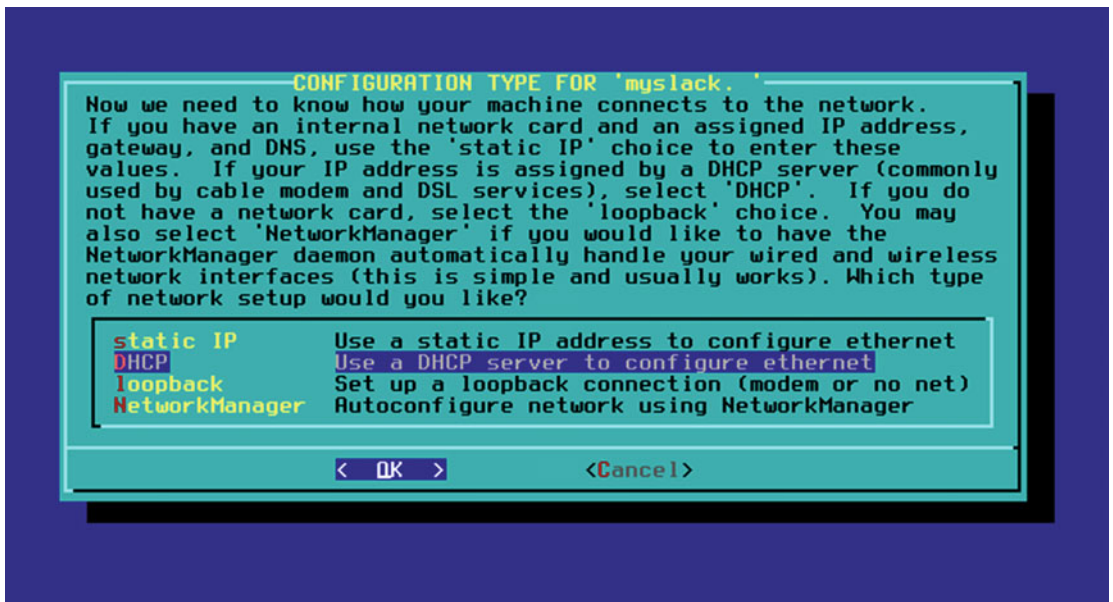 CONFIGURATION TYPE FOR 'myslack. '
Now we need to know how your machine connects to the network.
If you have an internal network card and an assigned IP address,
gateway, and DNS, use the 'static IP' choice to enter these
values.  If your IP address is assigned by a DHCP server (commonly
used by cable modem and DSL services), select 'DHCP'.  If you do
not have a network card, select the 'loopback' choice.  You may
also select 'NetworkManager' if you would like to have the
NetworkManager daemon automatically handle your wired and wireless
network interfaces (this is simple and usually works). Which type
of network setup would you like?
static IP Use a static IP address to configure ethernet
DHCP Use a DHCP server to configure ethernet
loopback Set up a loopback connection (modem or no net)
NetworkManager Autoconfigure network using NetworkManager
< OK > <Cancel>